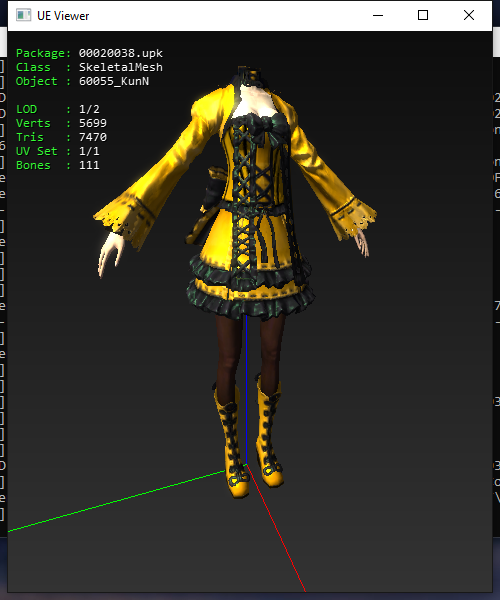 UE Viewer
Package: 00020038.upk
Class : SkeletalMesh
Object : 60055_KunN
LOD : 1/2
Verts : 5699
Tris : 7470
UV Set : 1/1
Bones : 111